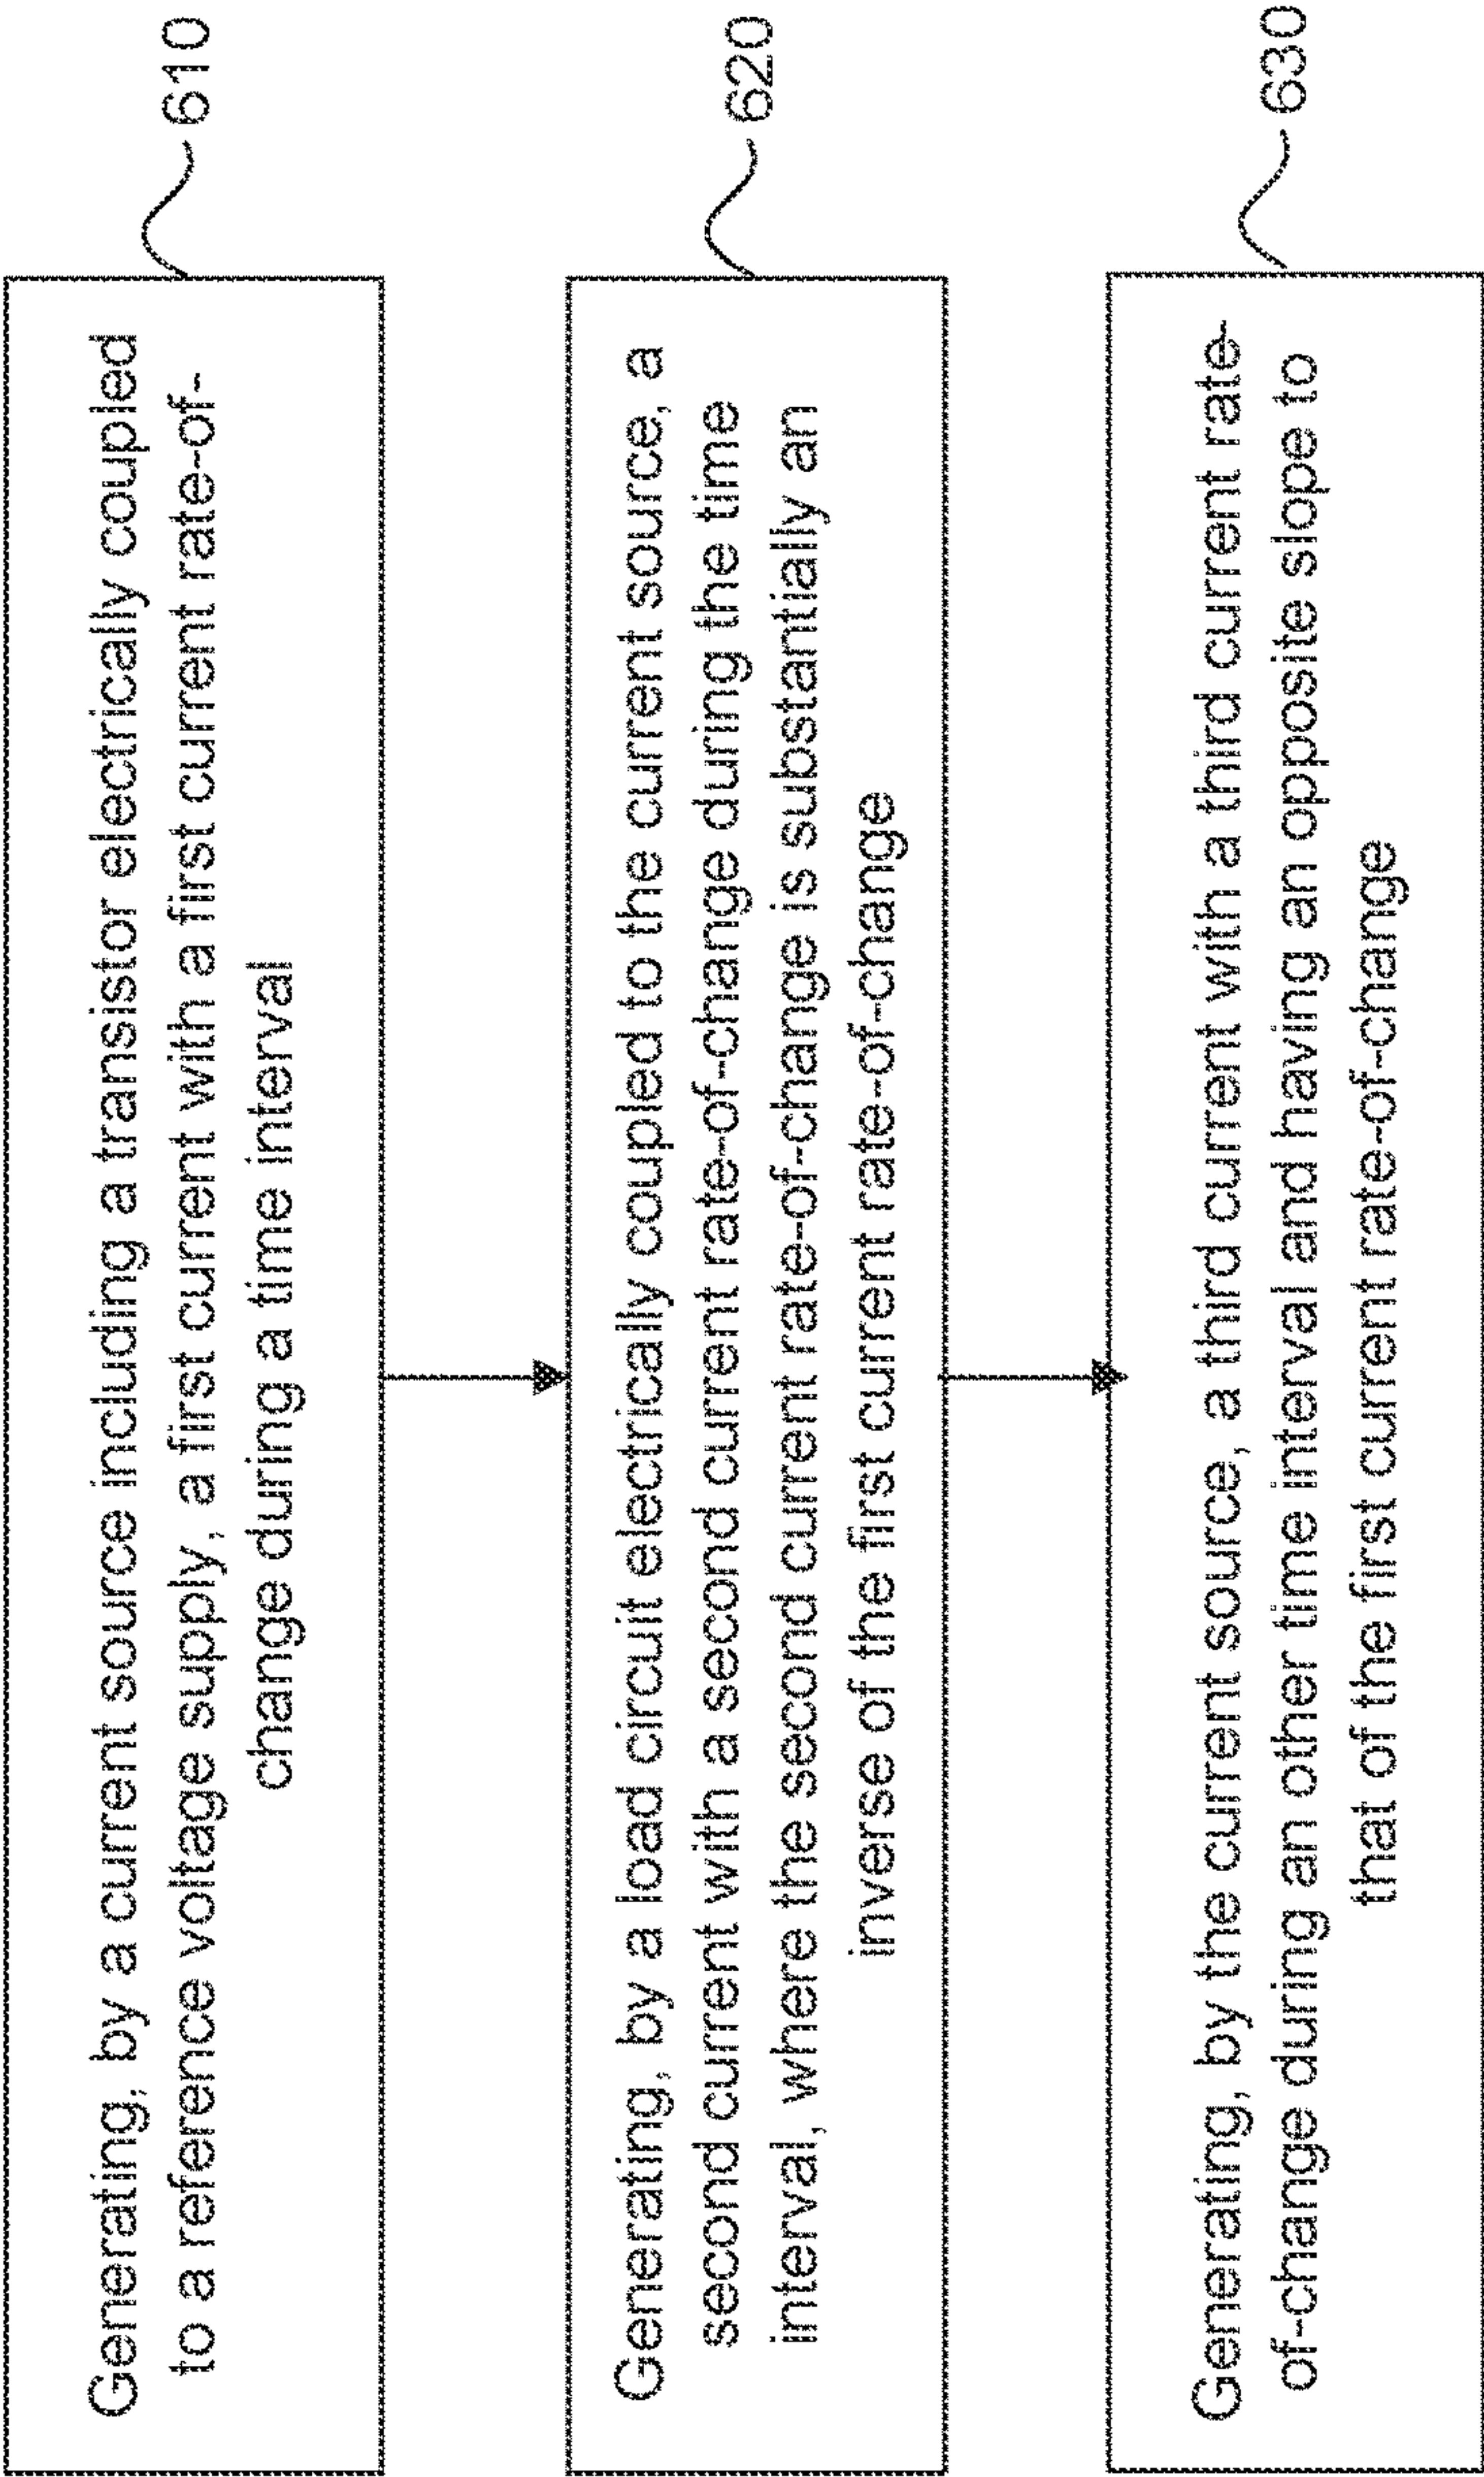 Generating, by a current source including a transistor electrically coupled
to a reference voltage supply, a first current with a first current rate-of-
change during a time interval
610
Generating, by a load circuit electrically coupled to the current source, a
second current with a second current rate-of-change during the time
interval, where the second current rate-of-change is substantially an
inverse of the first current rate-of-change
620
Generating, by the current source, a third current with a third current rate-
of-change during an other time interval and having an opposite slope to
that of the first current rate-of-change
630